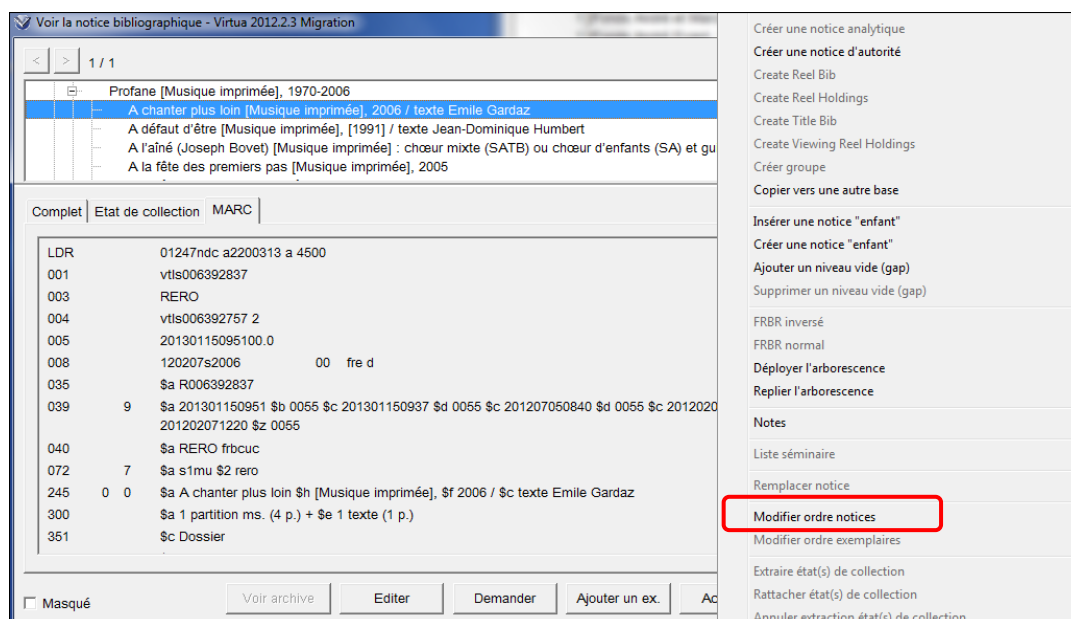 Voir la notice bibliographique - Virtua 2012.2.3 Migration
< > 1 / 1
Profane [Musique imprimée], 1970-2006
A chanter plus loin [Musique imprimée], 2006 / texte Emile Gardaz
A défaut d'être [Musique imprimée], [1991] / texte Jean-Dominique Humbert
A l'aîné (Joseph Bovet) [Musique imprimée] : chœur mixte (SATB) ou chœur d'enfants (SA) et gu
A la fête des premiers pas [Musique imprimée], 2005
Complet Etat de collection MARC
LDR 01247ndc a2200313 a 4500
001 vtls006392837
003 RERO
004 vtls006392757 2
005 20130115095100.0
008 120207s2006 00 fre d
035 $a R006392837
039 9 $a 201301150951 $b 0055 $c 201301150937 $d 0055 $c 201207050840 $d 0055 $c 2012020
201202071220 $z 0055
040 $a RERO frbcuc
072 7 $a s1mu $2 rero
245 0 0 $a A chanter plus loin $h [Musique imprimée], $f 2006 / $c texte Emile Gardaz
300 $a 1 partition ms. (4 p.) + $e 1 texte (1 p.)
351 $c Dossier
Masqué Voir archive Editer Demander Ajouter un ex. Ac
Créer une notice analytique
Créer une notice d'autorité
Create Reel Bib
Create Reel Holdings
Create Title Bib
Create Viewing Reel Holdings
Créer groupe
Copier vers une autre base
Insérer une notice "enfant"
Créer une notice "enfant"
Ajouter un niveau vide (gap)
Supprimer un niveau vide (gap)
FRBR inversé
FRBR normal
Déployer l'arborescence
Replier l'arborescence
Notes
Liste séminaire
Remplacer notice
Modifier ordre notices
Modifier ordre exemplaires
Extraire état(s) de collection
Rattacher état(s) de collection
Annuler extraction état(s) de collection